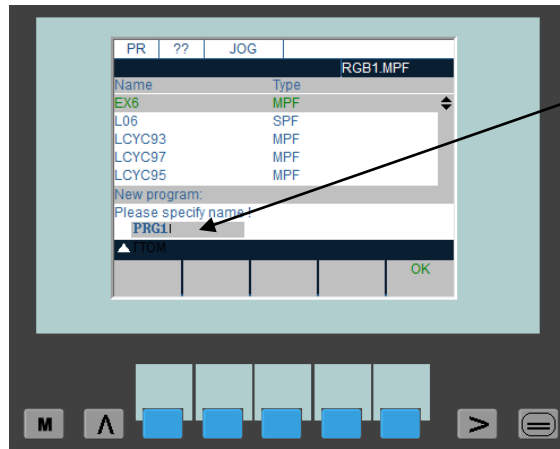 PR ?? JOG
RGB1.MPF
Name Type
EX6 MPF
L06 SPF
LCYC93 MPF
LCYC97 MPF
LCYC95 MPF
New program:
Please specify name !
PRG1
TTOM
OK
M Λ >